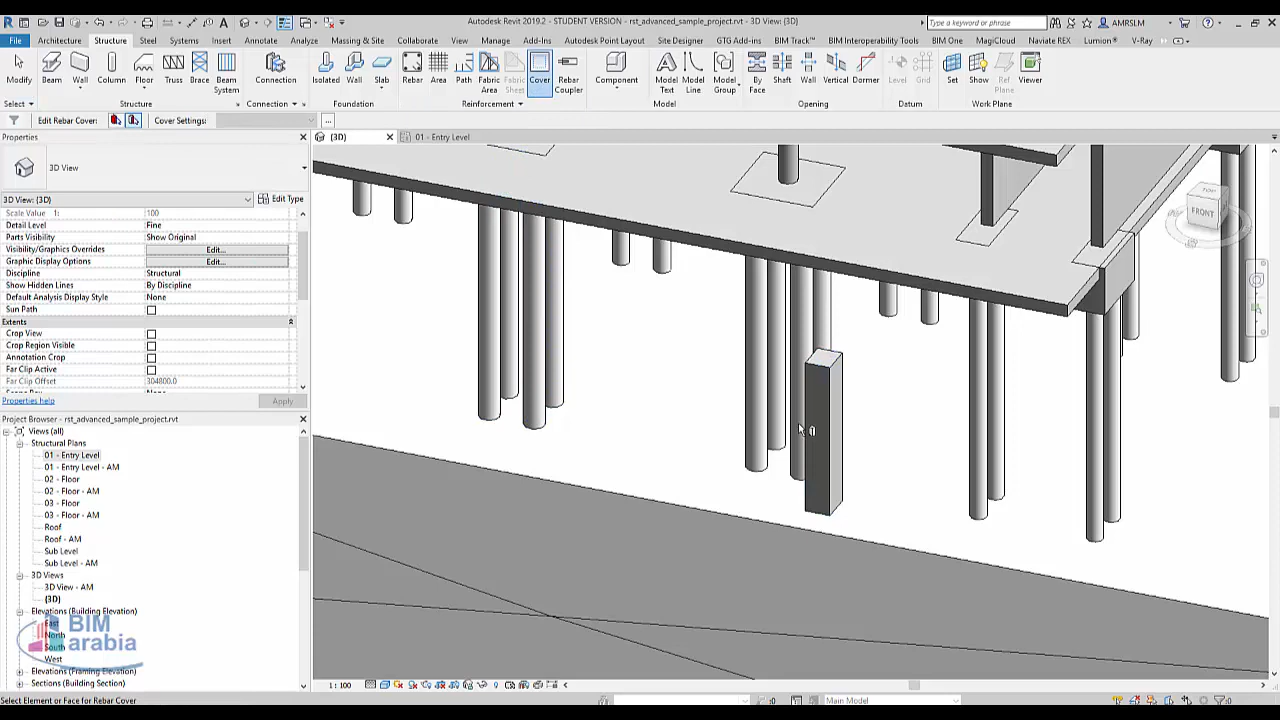 Autodesk Revit 2019.2 - STUDENT VERSION - rst_advanced_sample_project.rvt - 3D View: {3D}
Type a keyword or phrase
AMRSLM
File Architecture Structure Steel Systems Insert Annotate Analyze Massing & Site Collaborate View Manage Add-Ins Autodesk Point Layout Site Designer GTG Add-ins BIM Track™ BIM Interoperability Tools BIM One MagiCloud Naviate REX Lumion® V-Ray
Modify Beam Wall Column Floor Truss Brace Beam System Connection Isolated Wall Slab Rebar Area Path Fabric Area Fabric Sheet Cover Rebar Coupler Component Model Text Model Line Model Group By Face Shaft Wall Vertical Dormer Level Grid Set Show Ref Plane Viewer
Select Structure Connection Foundation Reinforcement Model Opening Datum Work Plane
Edit Rebar Cover: Cover Settings: ...
Properties
{3D} 01 - Entry Level
3D View
3D View: {3D} Edit Type
Scale Value 1: 100
Detail Level Fine
Parts Visibility Show Original
Visibility/Graphics Overrides Edit...
Graphic Display Options Edit...
Discipline Structural
Show Hidden Lines By Discipline
Default Analysis Display Style None
Sun Path
Extents
Crop View
Crop Region Visible
Annotation Crop
Far Clip Active
Far Clip Offset 304800.0
Properties help Apply
Project Browser - rst_advanced_sample_project.rvt
Views (all)
Structural Plans
01 - Entry Level
01 - Entry Level - AM
02 - Floor
02 - Floor - AM
03 - Floor
03 - Floor - AM
Roof
Roof - AM
Sub Level
Sub Level - AM
3D Views
3D View - AM
{3D}
Elevations (Building Elevation)
East
North
South
West
Elevations (Framing Elevation)
Sections (Building Section)
BIM
arabia
FRONT
1 : 100
Select Element or Face for Rebar Cover
:0 Main Model :0